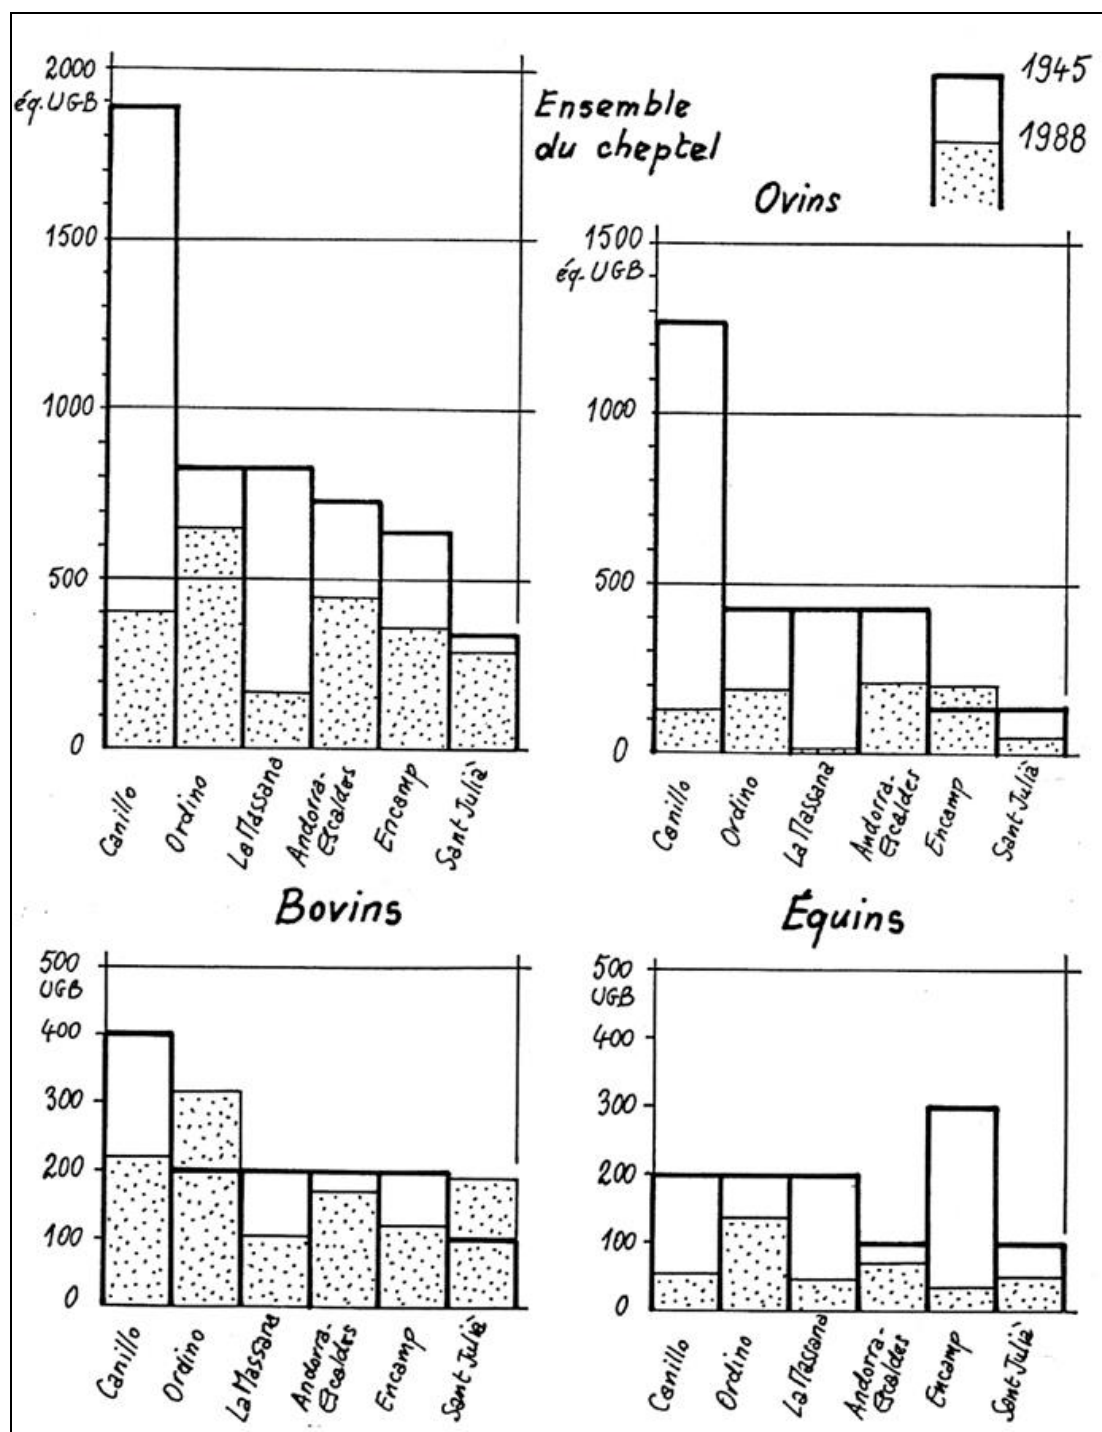 2000
éq.UGB
1500
1000
500
0
Ensemble
du cheptel
1945
1988
Canillo
Ordino
La Massana
Andorra-
Escaldes
Encamp
Sant Julià
Ovins
1500
éq.UGB
1000
500
0
Canillo
Ordino
La Massana
Andorra-
Escaldes
Encamp
Sant Julià
Bovins
500
UGB
400
300
200
100
0
Canillo
Ordino
La Massana
Andorra-
Escaldes
Encamp
Sant Julià
Équins
500
UGB
400
300
200
100
0
Canillo
Ordino
La Massana
Andorra-
Escaldes
Encamp
Sant Julià